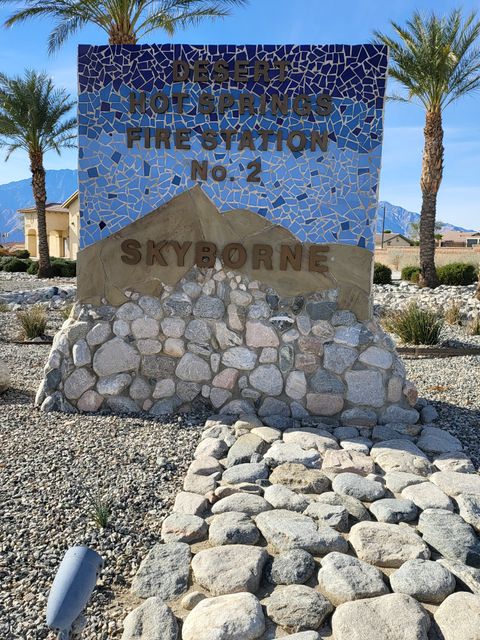 DESERT
HOT SPRINGS
FIRE STATION
No. 2
SKYBORNE